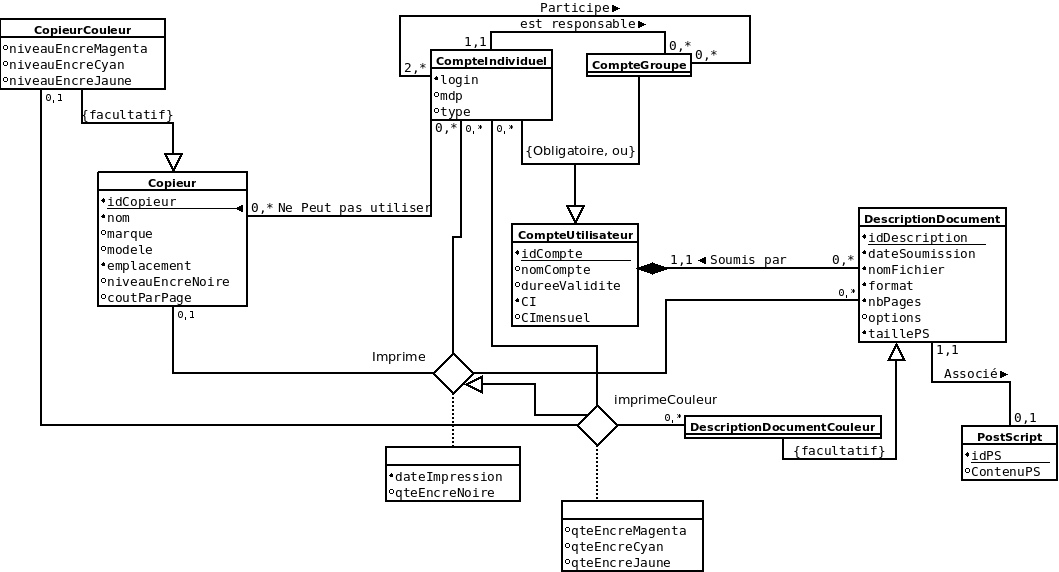 Participe ►
est responsable ►
CopieurCouleur
niveauEncreMagenta
niveauEncreCyan
niveauEncreJaune
0,1
{facultatif}
1,1
0,*
0,*
2,*
CompteIndividuel
login
mdp
type
CompteGroupe
0,*
0,*
0,*
{Obligatoire, ou}
Copieur
idCopieur
nom
marque
modele
emplacement
niveauEncreNoire
coutParPage
◄ 0,* Ne Peut pas utiliser
0,1
CompteUtilisateur
idCompte
nomCompte
dureeValidite
CI
CImensuel
1,1 ◄ Soumis par 0,*
0,*
DescriptionDocument
idDescription
dateSoumission
nomFichier
format
nbPages
options
taillePS
1,1
Associé ►
0,1
Imprime
imprimeCouleur
0,*
DescriptionDocumentCouleur
{facultatif}
PostScript
idPS
ContenuPS
dateImpression
qteEncreNoire
qteEncreMagenta
qteEncreCyan
qteEncreJaune